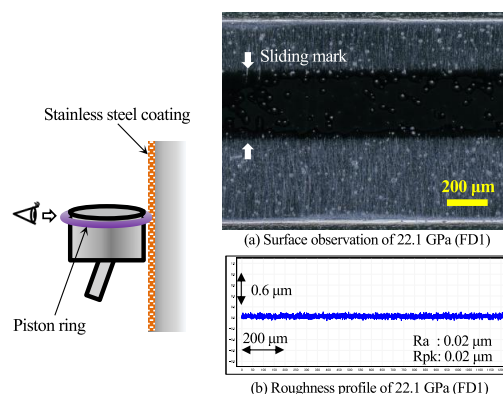 Stainless steel coating
Piston ring
Sliding mark
200 μm
(a) Surface observation of 22.1 GPa (FD1)
0.6 μm
200 μm
Ra : 0.02 μm
Rpk: 0.02 μm
(b) Roughness profile of 22.1 GPa (FD1)